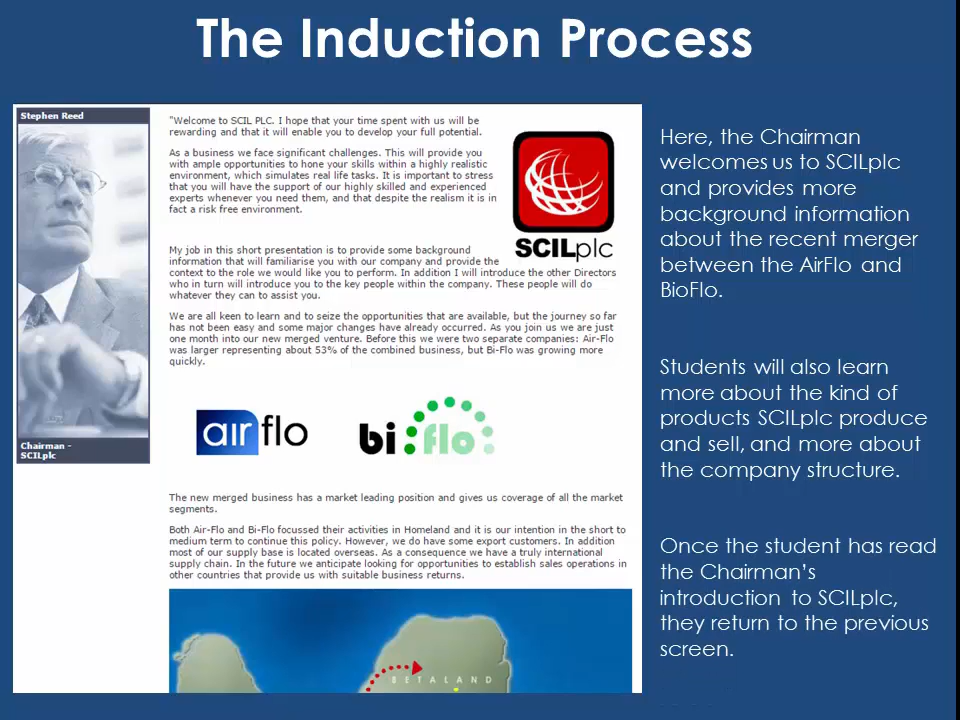 The Induction Process
Stephen Reed
Chairman -
SCILplc
"Welcome to SCIL PLC. I hope that your time spent with us will be
rewarding and that it will enable you to develop your full potential.
As a business we face significant challenges. This will provide you
with ample opportunities to hone your skills within a highly realistic
environment, which simulates real life tasks. It is important to stress
that you will have the support of our highly skilled and experienced
experts whenever you need them, and that despite the realism it is in
fact a risk free environment.
SCILplc
My job in this short presentation is to provide some background
information that will familiarise you with our company and provide the
context to the role we would like you to perform. In addition I will introduce the other Directors
who in turn will introduce you to the key people within the company. These people will do
whatever they can to assist you.
We are all keen to learn and to seize the opportunities that are available, but the journey so far
has not been easy and some major changes have already occurred. As you join us we are just
one month into our new merged venture. Before this we were two separate companies: Air-Flo
was larger representing about 53% of the combined business, but Bi-Flo was growing more
quickly.
air flo
bi flo
The new merged business has a market leading position and gives us coverage of all the market
segments.
Both Air-Flo and Bi-Flo focussed their activities in Homeland and it is our intention in the short to
medium term to continue this policy. However, we do have some export customers. In addition
most of our supply base is located overseas. As a consequence we have a truly international
supply chain. In the future we anticipate looking for opportunities to establish sales operations in
other countries that provide us with suitable business returns.
BETALAND
Here, the Chairman
welcomes us to SCILplc
and provides more
background information
about the recent merger
between the AirFlo and
BioFlo.
Students will also learn
more about the kind of
products SCILplc produce
and sell, and more about
the company structure.
Once the student has read
the Chairman's
introduction to SCILplc,
they return to the previous
screen.